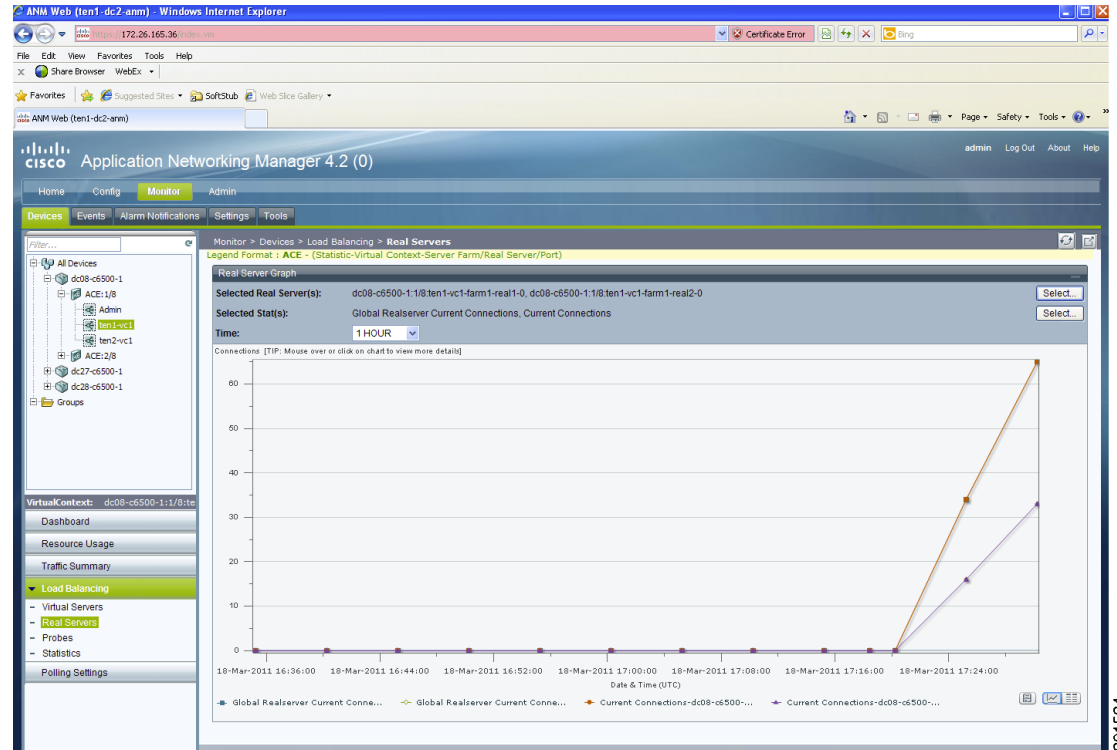 ANM Web (ten1-dc2-anm) - Windows Internet Explorer
https://172.26.165.36/index.vm
Certificate Error
Bing
File Edit View Favorites Tools Help
x Share Browser WebEx
Favorites Suggested Sites SoftStub Web Slice Gallery
ANM Web (ten1-dc2-anm)
Page Safety Tools »
CISCO Application Networking Manager 4.2 (0)
admin Log Out About Help
Home Config Monitor Admin
Devices Events Alarm Notifications Settings Tools
Filter...
All Devices
dc08-c6500-1
ACE:1/8
Admin
ten1-vc1
ten2-vc1
ACE:2/8
dc27-c6500-1
dc28-c6500-1
Groups
VirtualContext: dc08-c6500-1:1/8:te
Dashboard
Resource Usage
Traffic Summary
Load Balancing
- Virtual Servers
- Real Servers
- Probes
- Statistics
Polling Settings
Monitor > Devices > Load Balancing > Real Servers
Legend Format : ACE - (Statistic-Virtual Context-Server Farm/Real Server/Port)
Real Server Graph
Selected Real Server(s): dc08-c6500-1:1/8:ten1-vc1-farm1-real1-0, dc08-c6500-1:1/8:ten1-vc1-farm1-real2-0 Select...
Selected Stat(s): Global Realserver Current Connections, Current Connections Select...
Time: 1 HOUR
Connections [TIP: Mouse over or click on chart to view more details]
60
50
40
30
20
10
0
18-Mar-2011 16:36:00 18-Mar-2011 16:44:00 18-Mar-2011 16:52:00 18-Mar-2011 17:00:00 18-Mar-2011 17:08:00 18-Mar-2011 17:16:00 18-Mar-2011 17:24:00
Date & Time (UTC)
Global Realserver Current Conne... Global Realserver Current Conne... Current Connections-dc08-c6500-... Current Connections-dc08-c6500-...